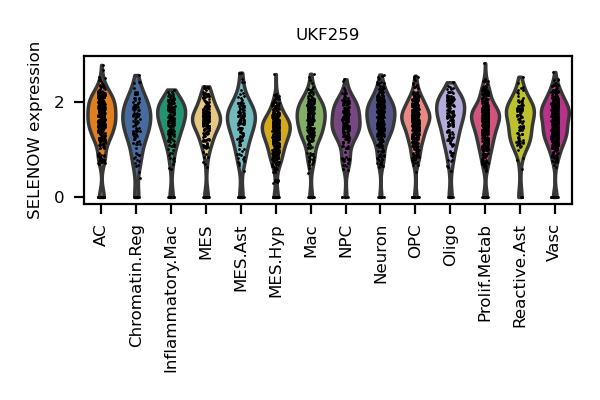 UKF259
SELENOW expression
2
0
AC
Chromatin.Reg
Inflammatory.Mac
MES
MES.Ast
MES.Hyp
Mac
NPC
Neuron
OPC
Oligo
Prolif.Metab
Reactive.Ast
Vasc